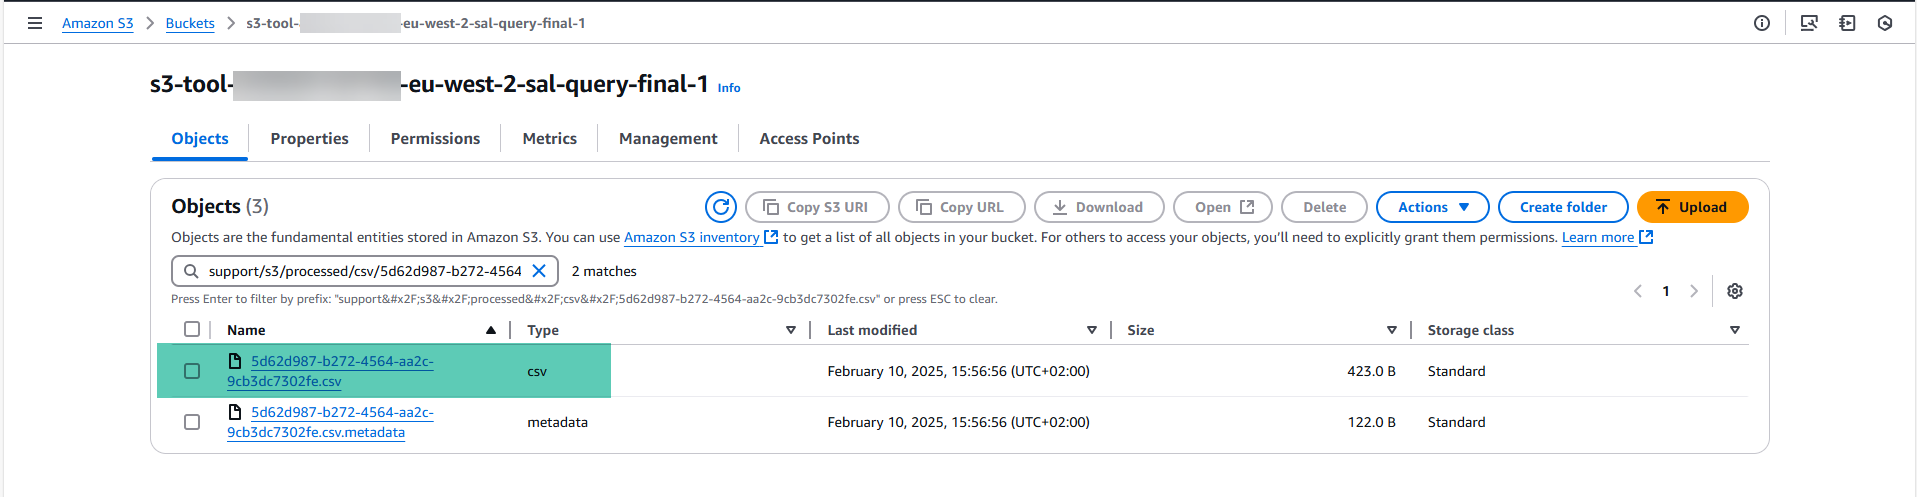 Amazon S3 > Buckets > s3-tool- -eu-west-2-sal-query-final-1
s3-tool- -eu-west-2-sal-query-final-1 Info
Objects Properties Permissions Metrics Management Access Points
Objects (3) Copy S3 URI Copy URL Download Open Delete Actions Create folder Upload
Objects are the fundamental entities stored in Amazon S3. You can use Amazon S3 inventory to get a list of all objects in your bucket. For others to access your objects, you’ll need to explicitly grant them permissions. Learn more
support/s3/processed/csv/5d62d987-b272-4564 2 matches
Press Enter to filter by prefix: "support&#x2F;s3&#x2F;processed&#x2F;csv&#x2F;5d62d987-b272-4564-aa2c-9cb3dc7302fe.csv" or press ESC to clear.
1
Name Type Last modified Size Storage class
5d62d987-b272-4564-aa2c-
9cb3dc7302fe.csv
csv February 10, 2025, 15:56:56 (UTC+02:00) 423.0 B Standard
5d62d987-b272-4564-aa2c-
9cb3dc7302fe.csv.metadata
metadata February 10, 2025, 15:56:56 (UTC+02:00) 122.0 B Standard